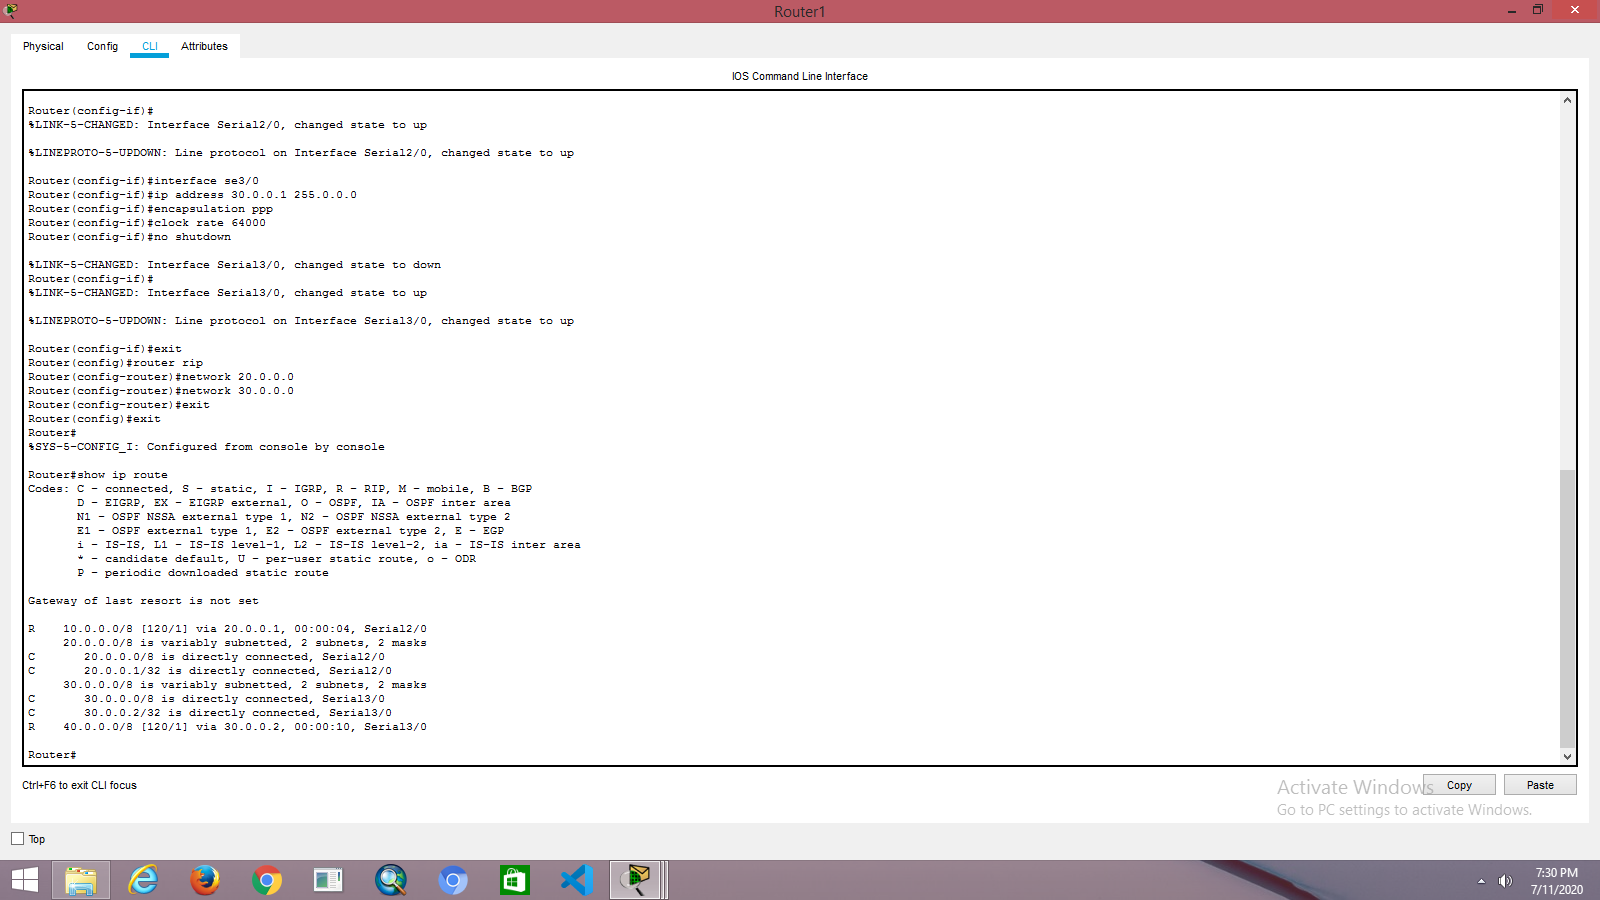 Router1
Physical Config CLI Attributes
IOS Command Line Interface
Router(config-if)#
%LINK-5-CHANGED: Interface Serial2/0, changed state to up
%LINEPROTO-5-UPDOWN: Line protocol on Interface Serial2/0, changed state to up
Router(config-if)#interface se3/0
Router(config-if)#ip address 30.0.0.1 255.0.0.0
Router(config-if)#encapsulation ppp
Router(config-if)#clock rate 64000
Router(config-if)#no shutdown
%LINK-5-CHANGED: Interface Serial3/0, changed state to down
Router(config-if)#
%LINK-5-CHANGED: Interface Serial3/0, changed state to up
%LINEPROTO-5-UPDOWN: Line protocol on Interface Serial3/0, changed state to up
Router(config-if)#exit
Router(config)#router rip
Router(config-router)#network 20.0.0.0
Router(config-router)#network 30.0.0.0
Router(config-router)#exit
Router(config)#exit
Router#
%SYS-5-CONFIG_I: Configured from console by console
Router#show ip route
Codes: C - connected, S - static, I - IGRP, R - RIP, M - mobile, B - BGP
D - EIGRP, EX - EIGRP external, O - OSPF, IA - OSPF inter area
N1 - OSPF NSSA external type 1, N2 - OSPF NSSA external type 2
E1 - OSPF external type 1, E2 - OSPF external type 2, E - EGP
i - IS-IS, L1 - IS-IS level-1, L2 - IS-IS level-2, ia - IS-IS inter area
* - candidate default, U - per-user static route, o - ODR
P - periodic downloaded static route
Gateway of last resort is not set
R 10.0.0.0/8 [120/1] via 20.0.0.1, 00:00:04, Serial2/0
20.0.0.0/8 is variably subnetted, 2 subnets, 2 masks
C 20.0.0.0/8 is directly connected, Serial2/0
C 20.0.0.1/32 is directly connected, Serial2/0
30.0.0.0/8 is variably subnetted, 2 subnets, 2 masks
C 30.0.0.0/8 is directly connected, Serial3/0
C 30.0.0.2/32 is directly connected, Serial3/0
R 40.0.0.0/8 [120/1] via 30.0.0.2, 00:00:10, Serial3/0
Router#
Ctrl+F6 to exit CLI focus
Copy Paste
Activate Windows
Go to PC settings to activate Windows.
Top
7:30 PM
7/11/2020